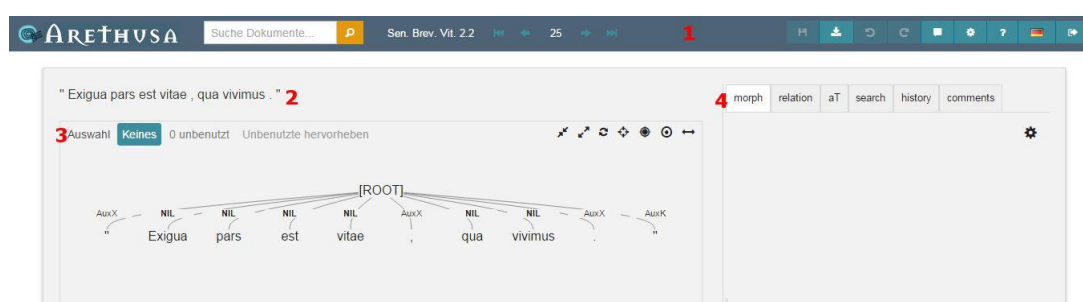 ARETHUSA Suche Dokumente... Sen. Brev. Vit. 2.2 25 1 ?
" Exigua pars est vitae , qua vivimus . " 2
4 morph relation aT search history comments
3 Auswahl Keines 0 unbenutzt Unbenutzte hervorheben
[ROOT]
AuxX NIL NIL NIL NIL AuxX NIL NIL AuxX AuxK
" Exigua pars est vitae , qua vivimus . "